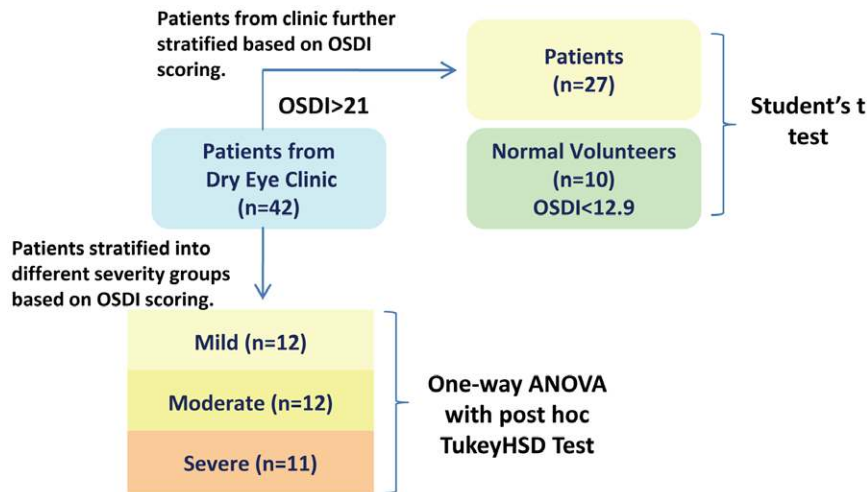 Patients from clinic further
stratified based on OSDI
scoring.
OSDI>21
Patients
(n=27)
Student's t
test
Patients from
Dry Eye Clinic
(n=42)
Normal Volunteers
(n=10)
OSDI<12.9
Patients stratified into
different severity groups
based on OSDI scoring.
Mild (n=12)
Moderate (n=12)
Severe (n=11)
One-way ANOVA
with post hoc
TukeyHSD Test